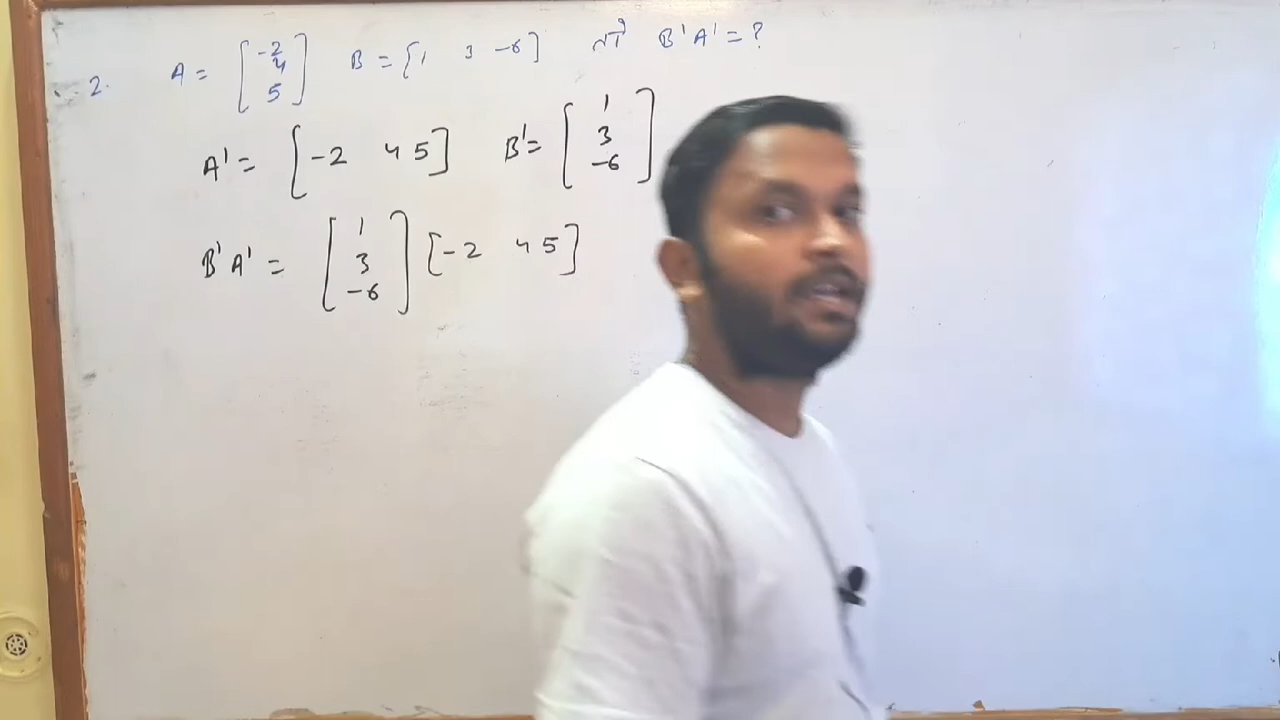 2. A = [-2 4 5] B = [1 3 -6] तो B'A' = ?
A' = [-2 4 5] B' = [1 3 -6]
B'A' = [1 3 -6] [-2 4 5]